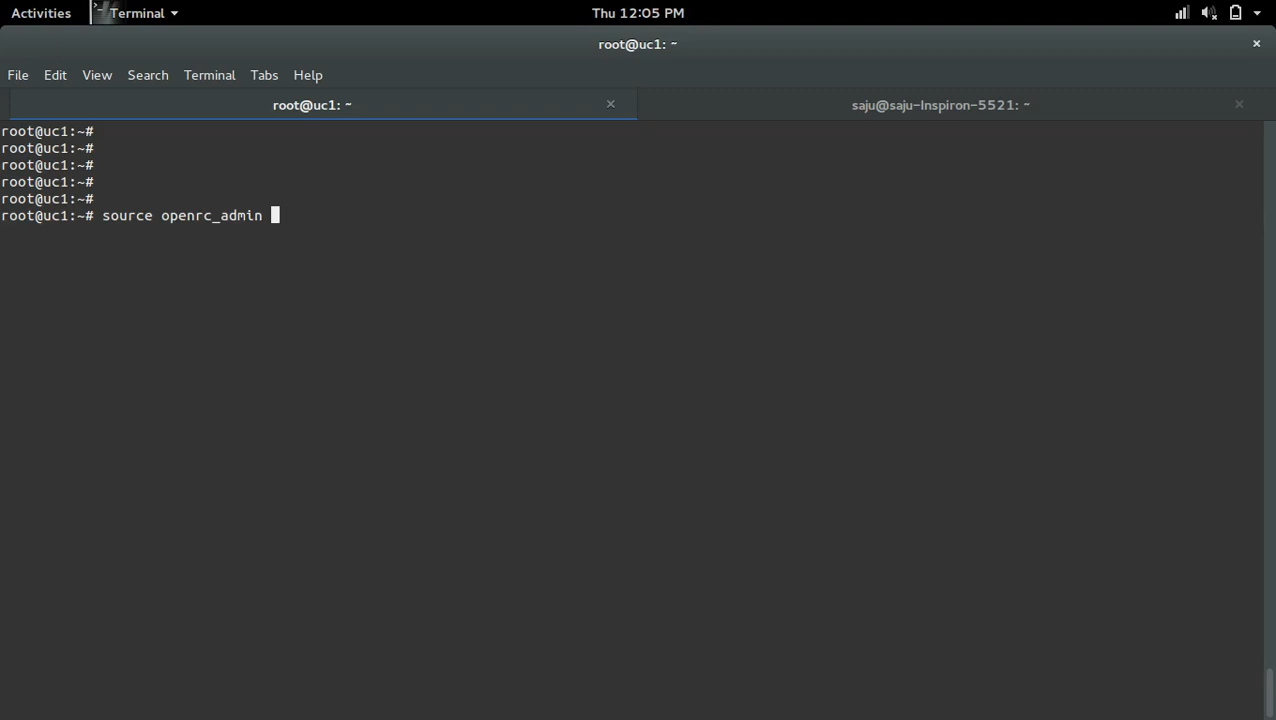 Activities Terminal Thu 12:05 PM
root@uc1: ~
File Edit View Search Terminal Tabs Help
root@uc1: ~ saju@saju-Inspiron-5521: ~
root@uc1:~#
root@uc1:~#
root@uc1:~#
root@uc1:~#
root@uc1:~#
root@uc1:~# source openrc_admin